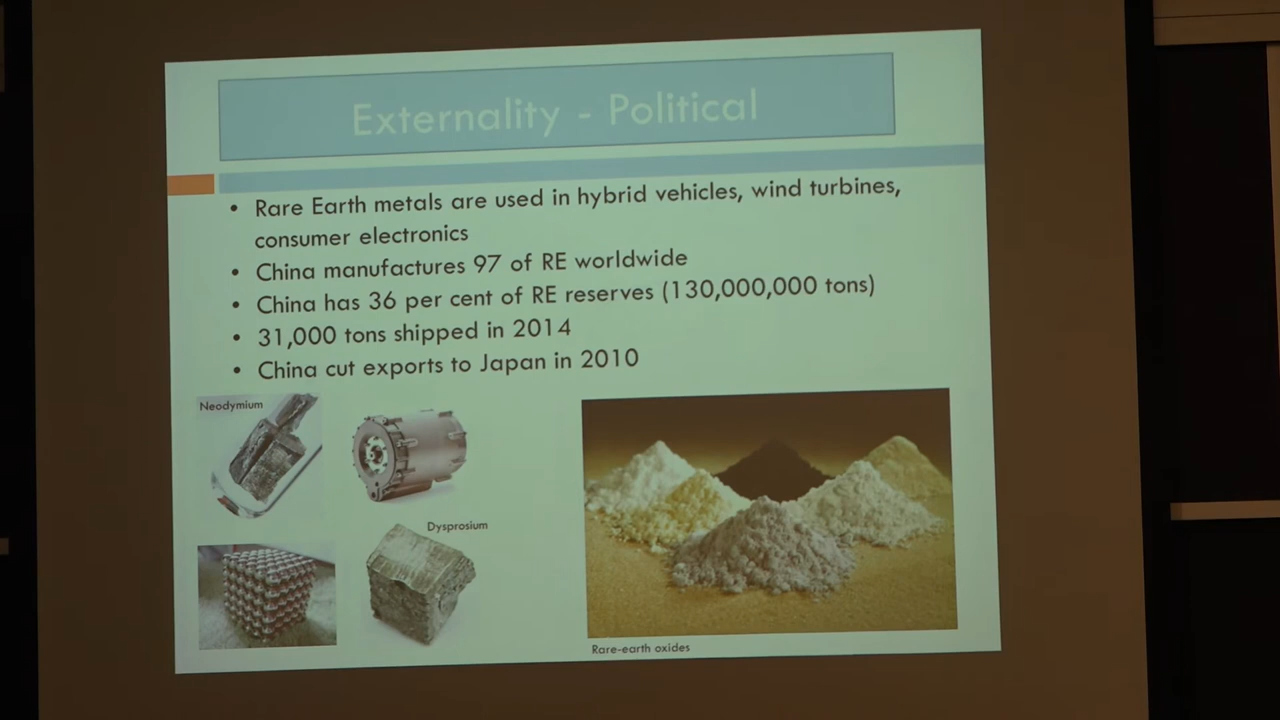 Externality - Political
• Rare Earth metals are used in hybrid vehicles, wind turbines,
consumer electronics
• China manufactures 97 of RE worldwide
• China has 36 per cent of RE reserves (130,000,000 tons)
• 31,000 tons shipped in 2014
• China cut exports to Japan in 2010
Neodymium
Dysprosium
Rare-earth oxides